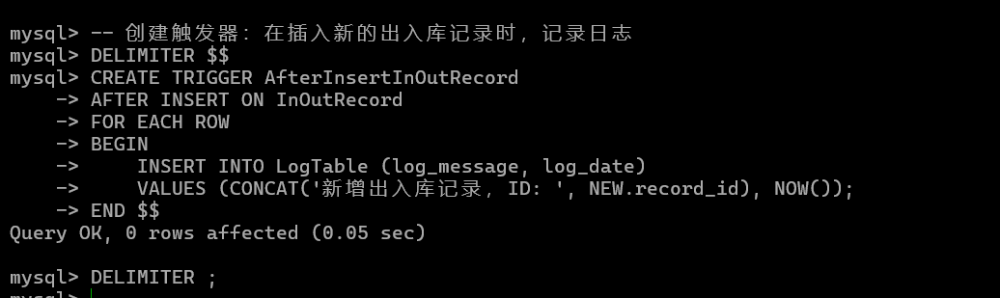 mysql> -- 创建触发器：在插入新的出入库记录时，记录日志
mysql> DELIMITER $$
mysql> CREATE TRIGGER AfterInsertInOutRecord
    -> AFTER INSERT ON InOutRecord
    -> FOR EACH ROW
    -> BEGIN
    ->     INSERT INTO LogTable (log_message, log_date)
    ->     VALUES (CONCAT('新增出入库记录，ID: ', NEW.record_id), NOW());
    -> END $$
Query OK, 0 rows affected (0.05 sec)
mysql> DELIMITER ;
mysql>